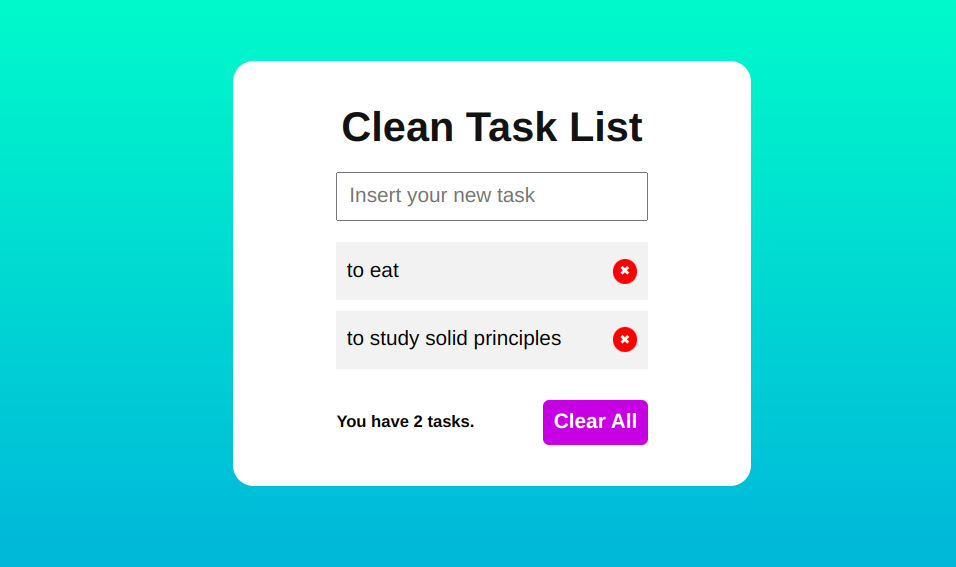 Clean Task List
Insert your new task
to eat
✖
to study solid principles
✖
You have 2 tasks.
Clear All